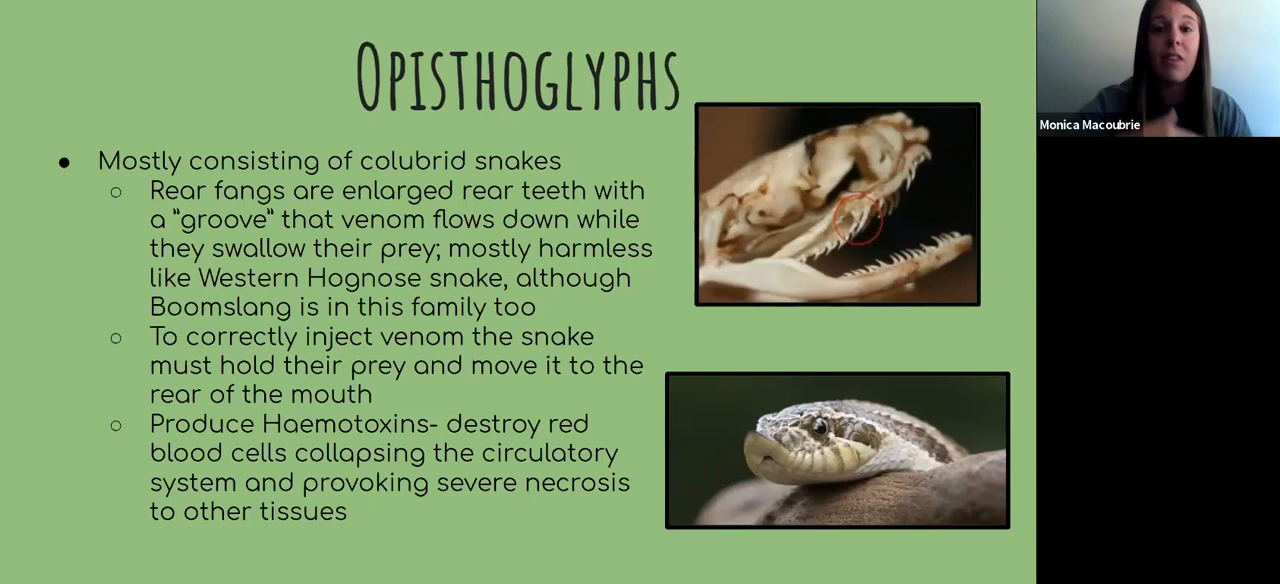 OPISTHOGLYPHS
● Mostly consisting of colubrid snakes
○ Rear fangs are enlarged rear teeth with
a ”groove” that venom flows down while
they swallow their prey; mostly harmless
like Western Hognose snake, although
Boomslang is in this family too
○ To correctly inject venom the snake
must hold their prey and move it to the
rear of the mouth
○ Produce Haemotoxins- destroy red
blood cells collapsing the circulatory
system and provoking severe necrosis
to other tissues
Monica Macoubrie